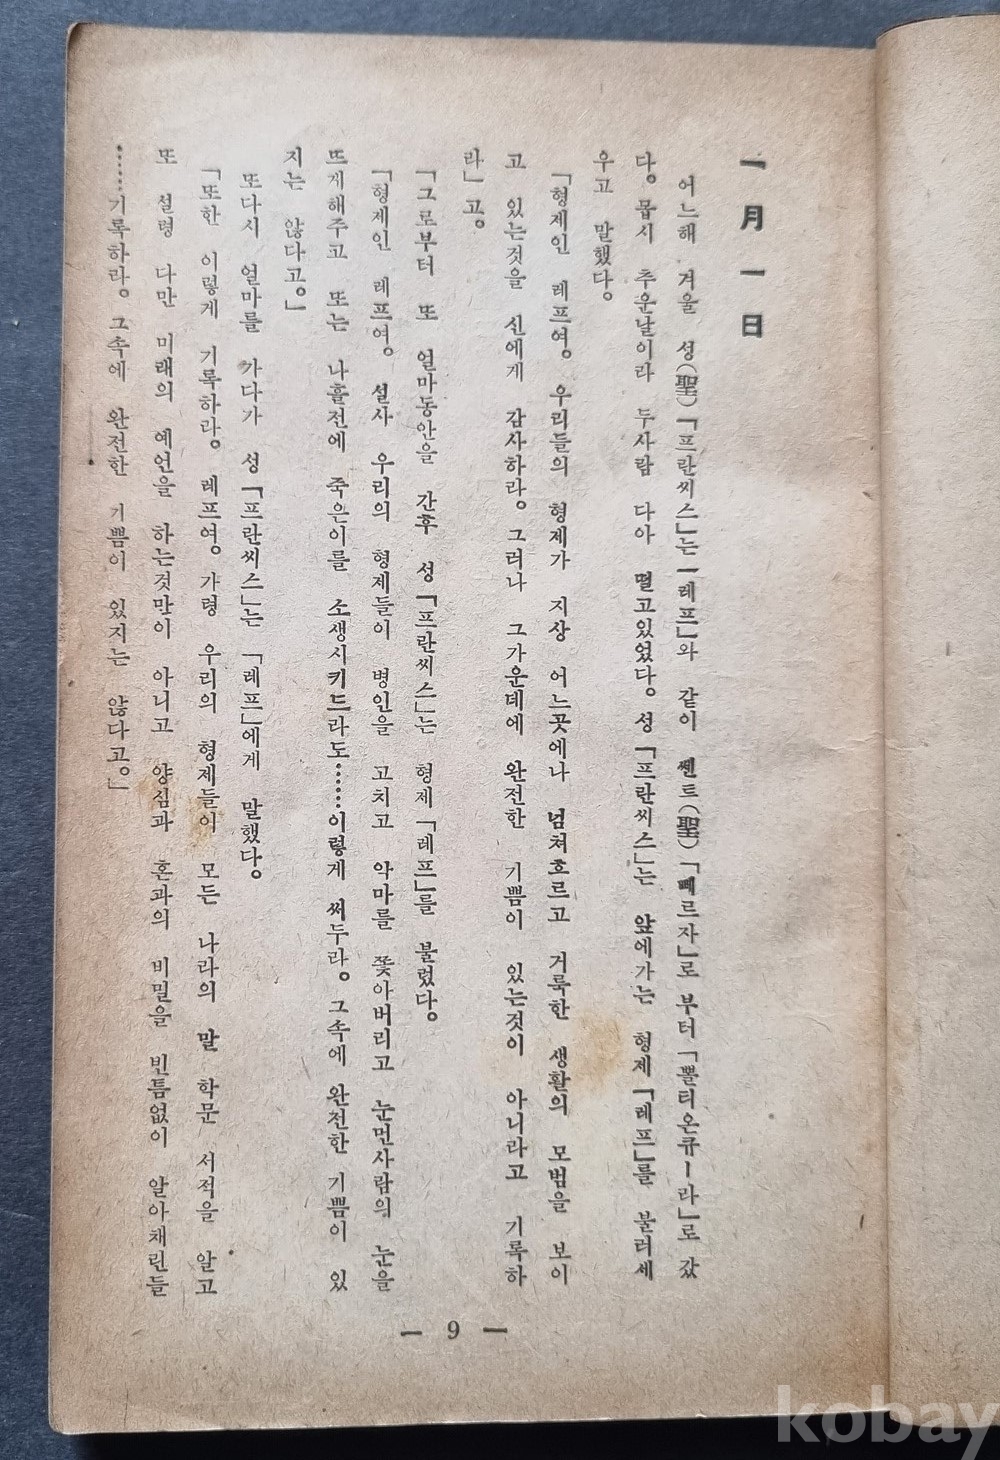 一月一日
어느해 겨울 성(聖)「프란씨스」는「레프」와 같이 쎈트(聖)「뻬르자」로 부터「뽈티온큐ー라」로 갔
다。몹시 추운날이라 두사람 다아 떨고있었다。성「프란씨스」는 앞에가는 형제「레프」를 불러세
우고 말했다。
「형제인 레프여。우리들의 형제가 지상 어느곳에나 넘쳐흐르고 거룩한 생활의 모범을 보이
고 있는것을 신에게 감사하라。그러나 그가운데에 완전한 기쁨이 있는것이 아니라고 기록하
라」고。
「그로부터 또 얼마동안을 간후 성「프란씨스」는 형제「레프」를 불렀다。
「형제인 레프여。설사 우리의 형제들이 병인을 고치고 악마를 쫓아버리고 눈먼사람의 눈을
뜨게해주고 또는 나흘전에 죽은이를 소생시키드라도……이렇게 써두라。그속에 완전한 기쁨이 있
지는 않다고。」
또다시 얼마를 가다가 성「프란씨스」는 「레프」에게 말했다。
「또한 이렇게 기록하라。레프여。가령 우리의 형제들이 모든 나라의 말 학문 서적을 알고
또 설령 다만 미래의 예언을 하는것만이 아니고 양심과 혼과의 비밀을 빈틈없이 알아채린들
……기록하라。그속에 완전한 기쁨이 있지는 않다고。」
— 9 —
kobay